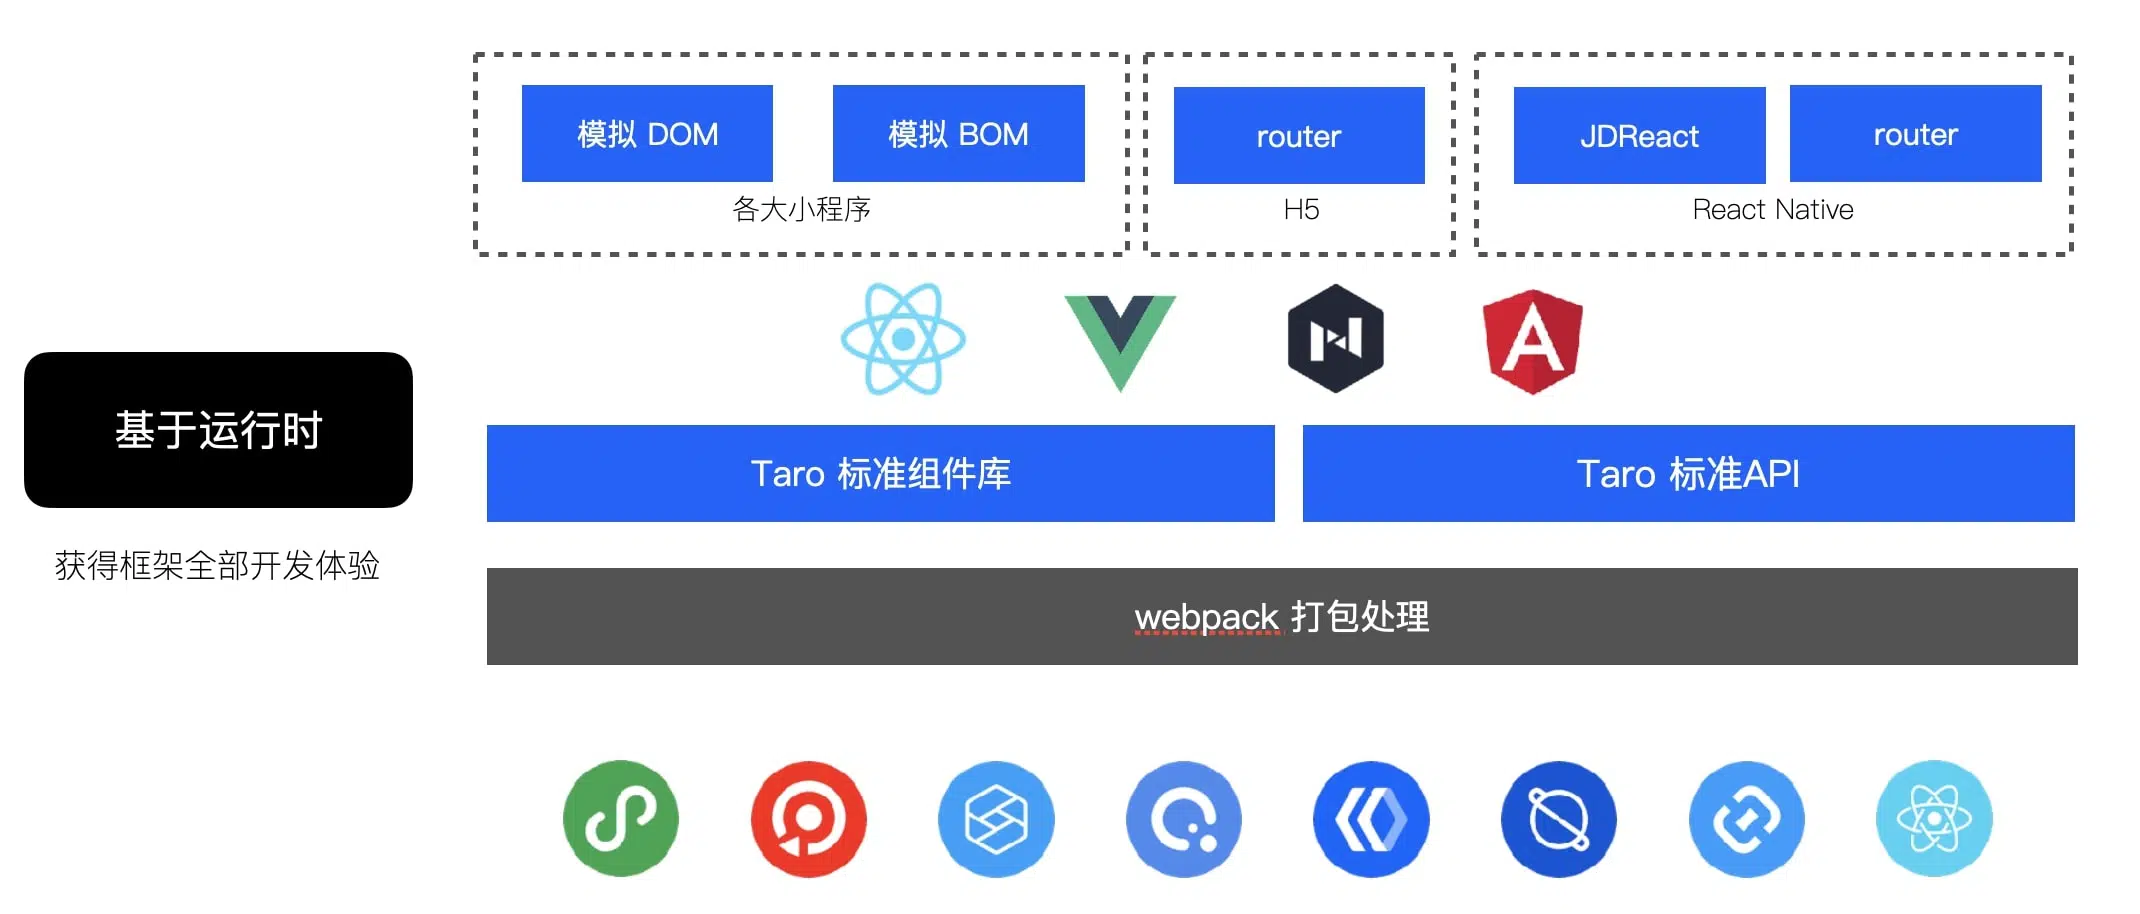 模拟 DOM
模拟 BOM
各大小程序
router
H5
JDReact
router
React Native
基于运行时
获得框架全部开发体验
Taro 标准组件库
Taro 标准API
webpack 打包处理